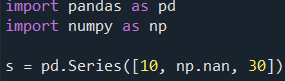 import pandas as pd
import numpy as np
s = pd.Series([10, np.nan, 30])